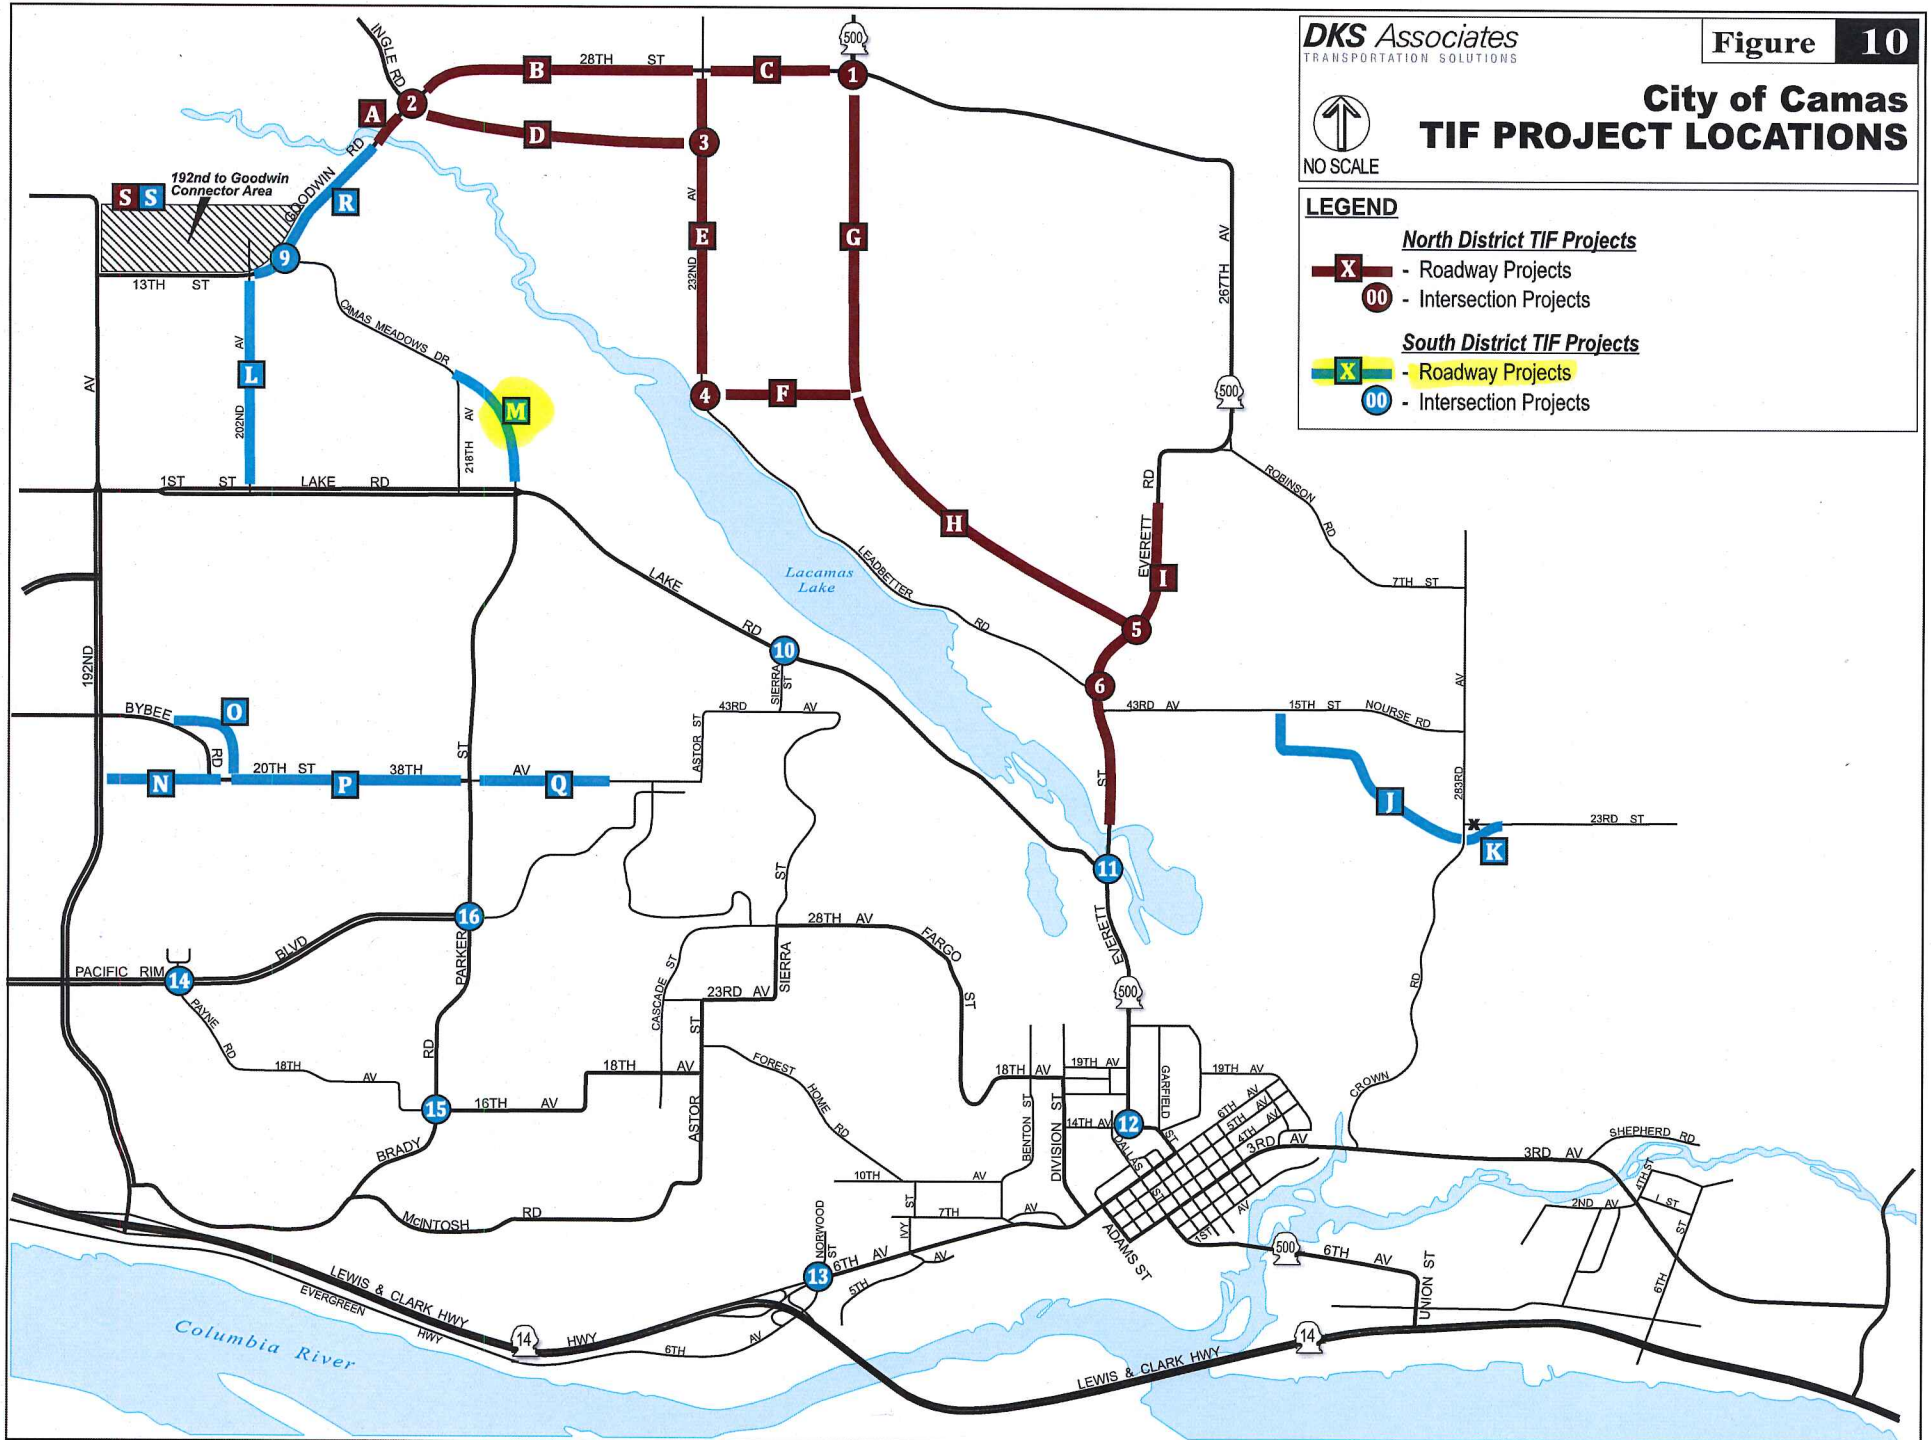 DKS Associates
TRANSPORTATION SOLUTIONS
Figure 10
City of Camas
TIF PROJECT LOCATIONS
NO SCALE
LEGEND
North District TIF Projects
X - Roadway Projects
00 - Intersection Projects
South District TIF Projects
X - Roadway Projects
00 - Intersection Projects
INGLE RD
500
B
28TH ST
C
1
2
A
D
3
GOODWIN RD
192nd to Goodwin
Connector Area
S S
R
9
13TH ST
AV
E
232ND
G
267TH AV
CAMAS MEADOWS DR
AV
AV
L
202ND
M
AV
218TH
4
F
500
1ST ST
LAKE RD
ROBINSON RD
EVERETT RD
H
I
7TH ST
LEADBETTER RD
Lacamas
Lake
LAKE RD
5
10
SIERRA ST
6
192ND
BYBEE RD
O
43RD AV
ASTOR ST
43RD AV
15TH ST
NOURSE RD
AV
283RD
N
20TH ST
P
38TH AV
Q
ST
ST
J
X
23RD ST
K
11
16
28TH AV
FARGO ST
EVERETT
ST
SIERRA
PACIFIC RIM BLVD
14
PARKER RD
CASCADE ST
23RD AV
500
PAYNE RD
18TH AV
15
16TH AV
18TH AV
ASTOR ST
FOREST HOME RD
18TH AV
19TH AV
GARFIELD ST
19TH AV
CROWN RD
BENTON ST
DIVISION ST
14TH AV
12
DALLAS ST
6TH AV
5TH AV
4TH AV
3RD AV
3RD AV
SHEPHERD RD
BRADY
McINTOSH RD
10TH AV
IVY ST
7TH AV
ADAMS ST
1ST AV
4TH ST
I ST
2ND AV
ST
6TH
NORWOOD ST
13
6TH AV
5TH AV
500
6TH AV
UNION ST
LEWIS & CLARK HWY
EVERGREEN HWY
14
HWY
6TH AV
LEWIS & CLARK HWY
14
Columbia River